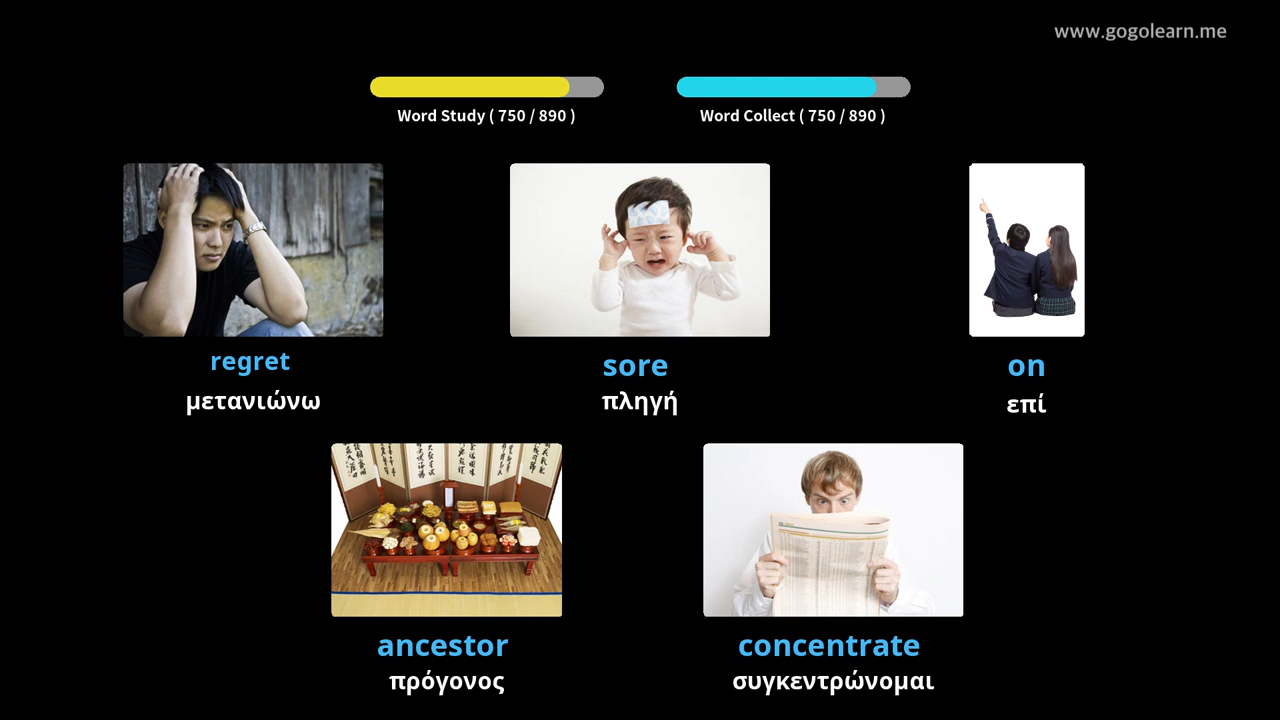 www.gogolearn.me
Word Study ( 750 / 890 )
Word Collect ( 750 / 890 )
regret
μετανιώνω
sore
πληγή
on
επί
ancestor
πρόγονος
concentrate
συγκεντρώνομαι